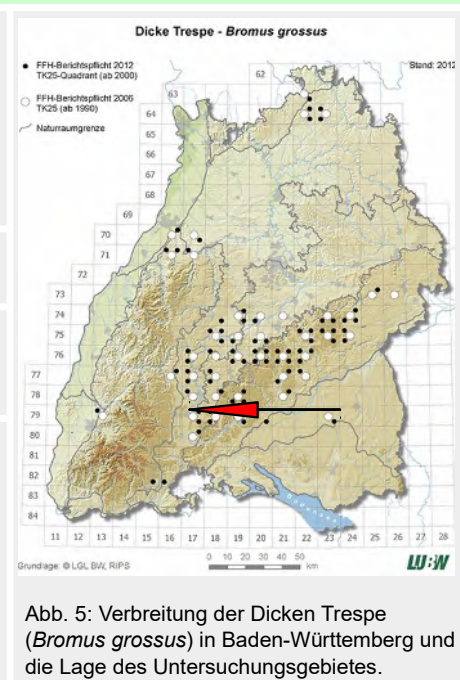 Dicke Trespe - Bromus grossus
FFH-Berichtspflicht 2012
TK25-Quadrant (ab 2000)
FFH-Berichtspflicht 2006
TK25 (ab 1990)
Naturraumgrenze
Stand: 2012
62
63
64
65
66
67
68
69
70
71
72
73
74
75
76
77
78
79
80
81
82
83
84
Bodensee
11 12 13 14 15 16 17 18 19 20 21 22 23 24 25 26 27 28
0 10 20 30 40 50
km
Grundlage: © LGL BW, RIPS
LU:W
Abb. 5: Verbreitung der Dicken Trespe
(Bromus grossus) in Baden-Württemberg und
die Lage des Untersuchungsgebietes.